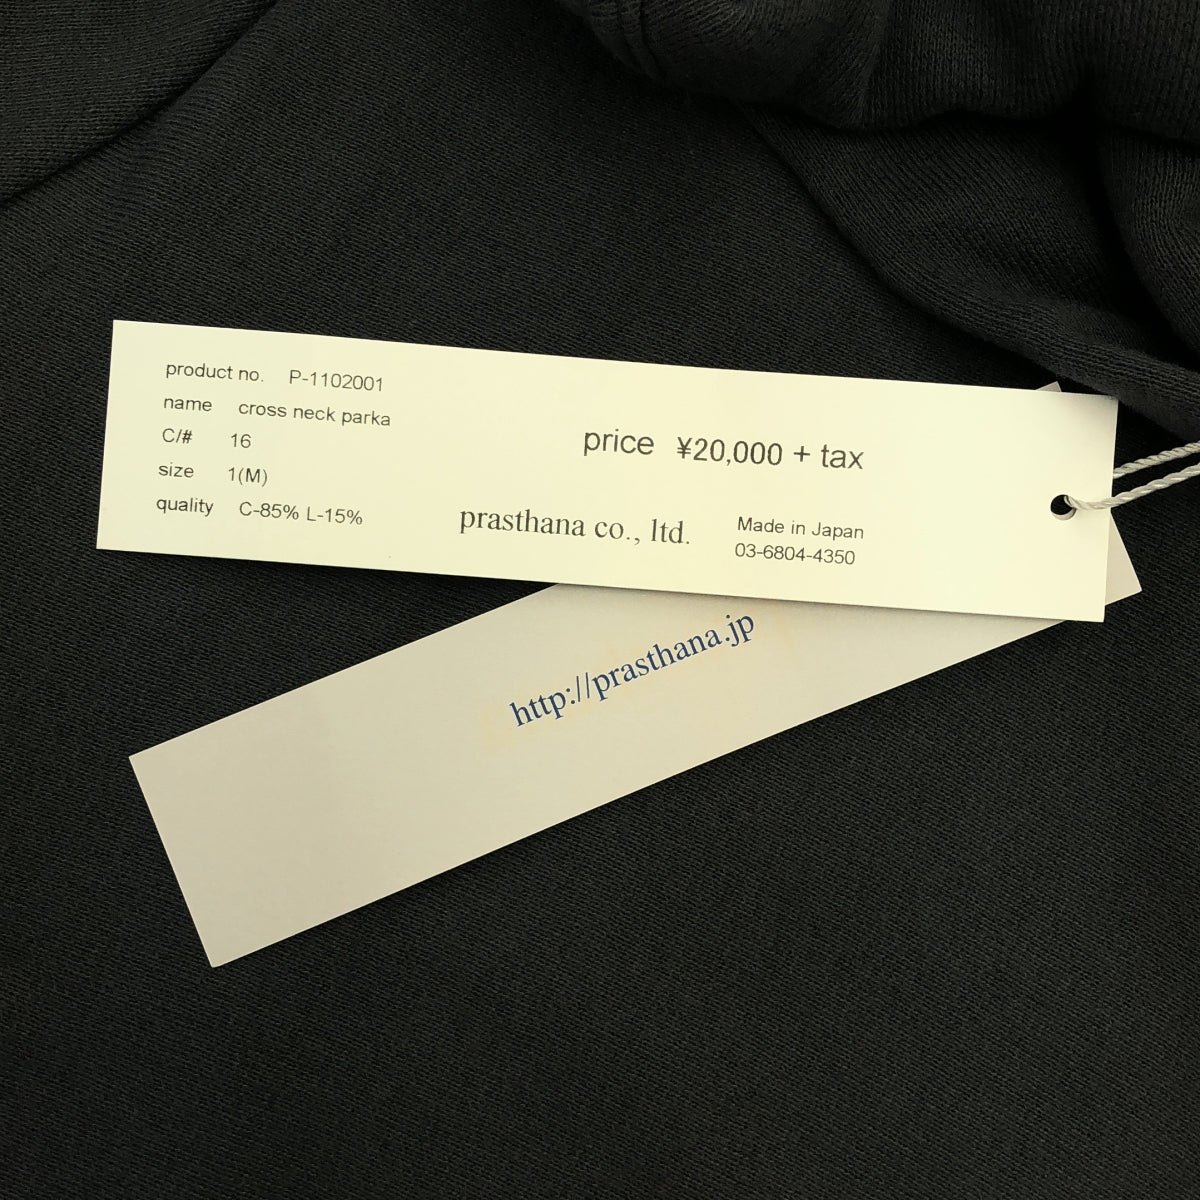 product no. P-1102001
name cross neck parka
C/# 16
size 1(M)
quality C-85% L-15%
price ¥20,000 + tax
prasthana co., ltd.
Made in Japan
03-6804-4350
http://prasthana.jp